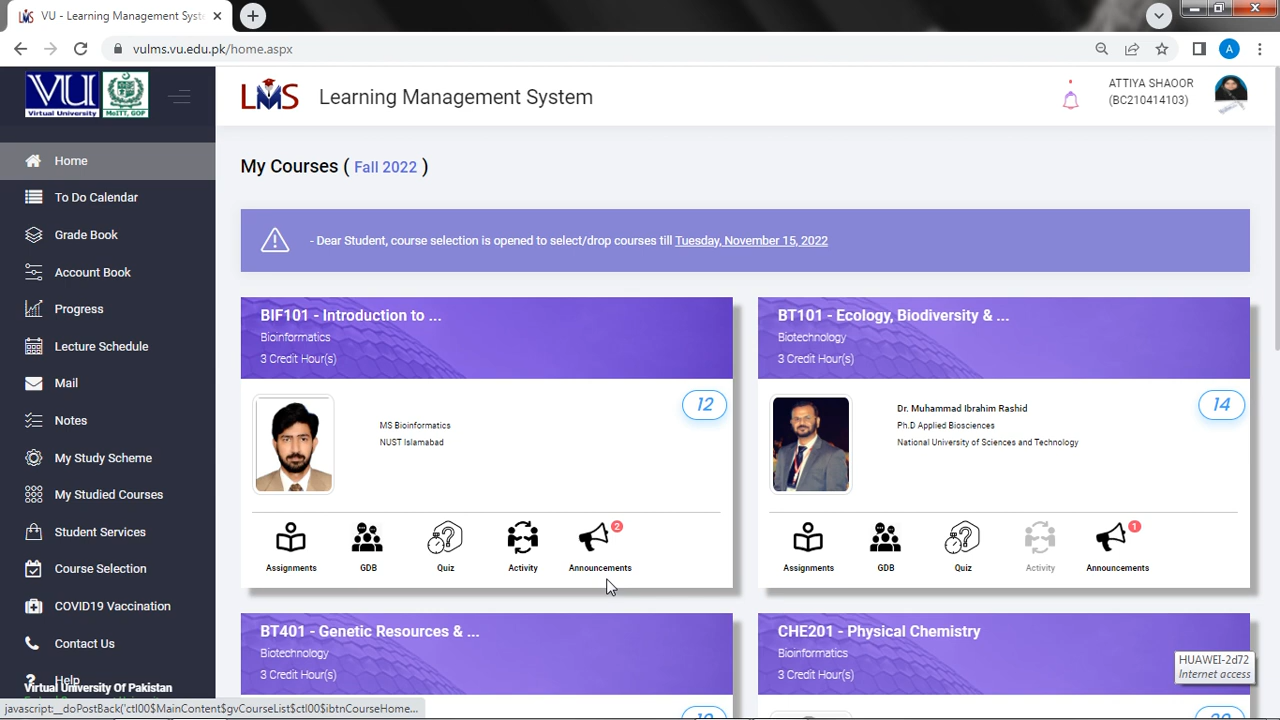 VU - Learning Management Syst
vulms.vu.edu.pk/home.aspx
A
VU
Virtual University
MoITT, GOP
LMS
Learning Management System
ATTIYA SHAOOR
(BC210414103)
Home
To Do Calendar
Grade Book
Account Book
Progress
Lecture Schedule
Mail
Notes
My Study Scheme
My Studied Courses
Student Services
Course Selection
COVID19 Vaccination
Contact Us
Help
Virtual University Of Pakistan
My Courses ( Fall 2022 )
- Dear Student, course selection is opened to select/drop courses till Tuesday, November 15, 2022
BIF101 - Introduction to ...
Bioinformatics
3 Credit Hour(s)
12
MS Bioinformatics
NUST Islamabad
2
Assignments GDB Quiz Activity Announcements
BT101 - Ecology, Biodiversity & ...
Biotechnology
3 Credit Hour(s)
14
Dr. Muhammad Ibrahim Rashid
Ph.D Applied Biosciences
National University of Sciences and Technology
1
Assignments GDB Quiz Activity Announcements
BT401 - Genetic Resources & ...
Biotechnology
3 Credit Hour(s)
CHE201 - Physical Chemistry
Bioinformatics
3 Credit Hour(s)
HUAWEI-2d72
Internet access
javascript:__doPostBack('ctl00$MainContent$gvCourseList$ctl00$ibtnCourseHome...